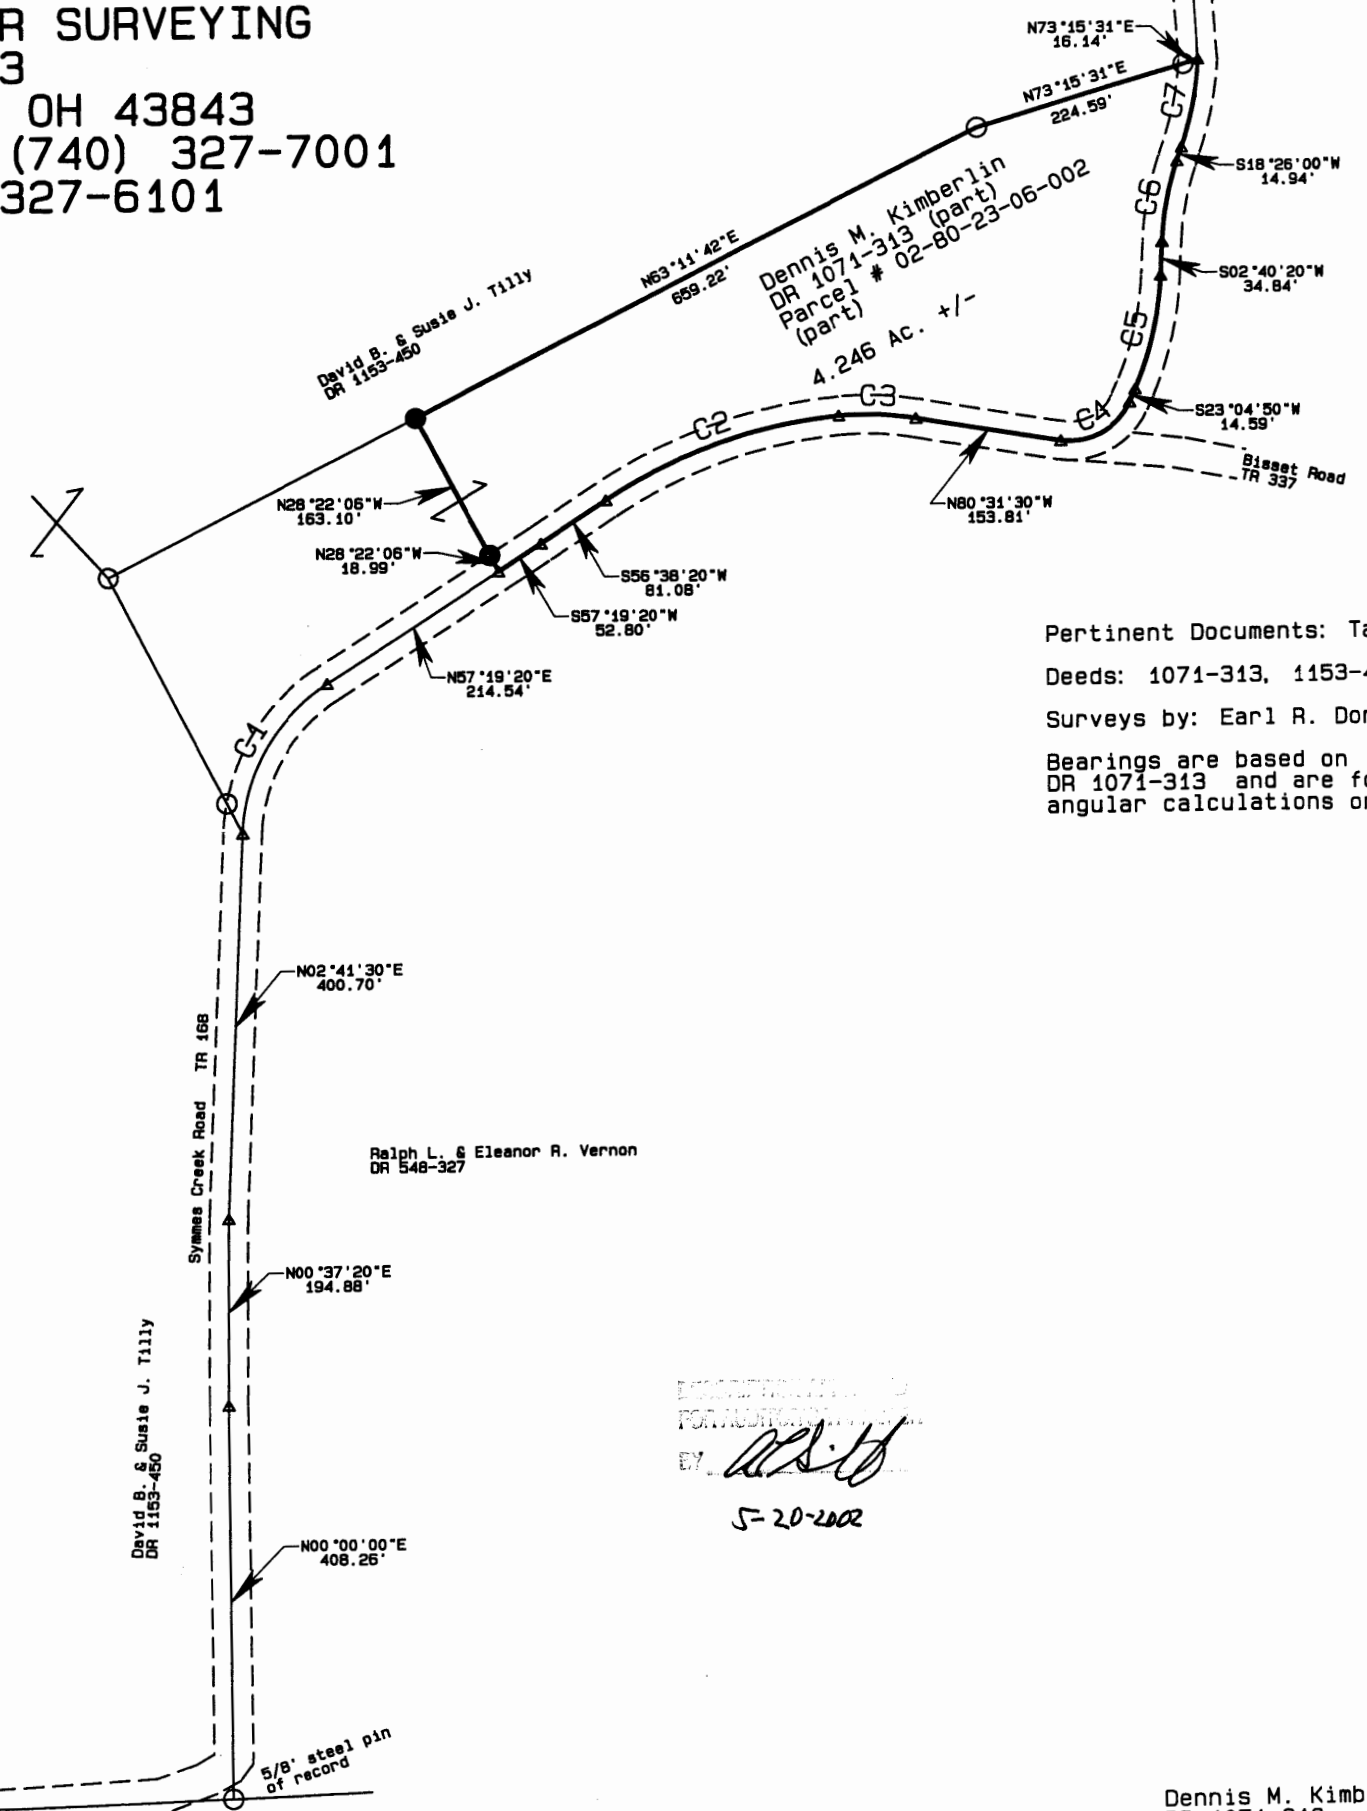 R SURVEYING
3
OH 43843
(740) 327-7001
327-6101
N73°15'31"E
16.14'
N73°15'31"E
224.59'
C7
S18°26'00"W
14.94'
C6
S02°40'20"W
34.84'
C5
S23°04'50"W
14.59'
C4
Bisset Road
TR 337
N63°11'42"E
659.22'
Dennis M. Kimberlin
DR 1071-313 (part)
Parcel # 02-80-23-06-002
(part)
4.246 Ac. +/-
David B. & Susie J. Tilly
DR 1153-450
C3
C2
N80°31'30"W
153.81'
N28°22'06"W
163.10'
N28°22'06"W
18.99'
S56°38'20"W
81.08'
S57°19'20"W
52.80'
N57°19'20"E
214.54'
C1
Pertinent Documents: Ta
Deeds: 1071-313, 1153-4
Surveys by: Earl R. Don
Bearings are based on
DR 1071-313 and are fo
angular calculations on
N02°41'30"E
400.70'
Symmes Creek Road TR 168
Ralph L. & Eleanor R. Vernon
DR 548-327
N00°37'20"E
194.88'
David B. & Susie J. Tilly
DR 1153-450
N00°00'00"E
408.26'
BY
5-20-2002
5/8' steel pin
of record
Dennis M. Kimb